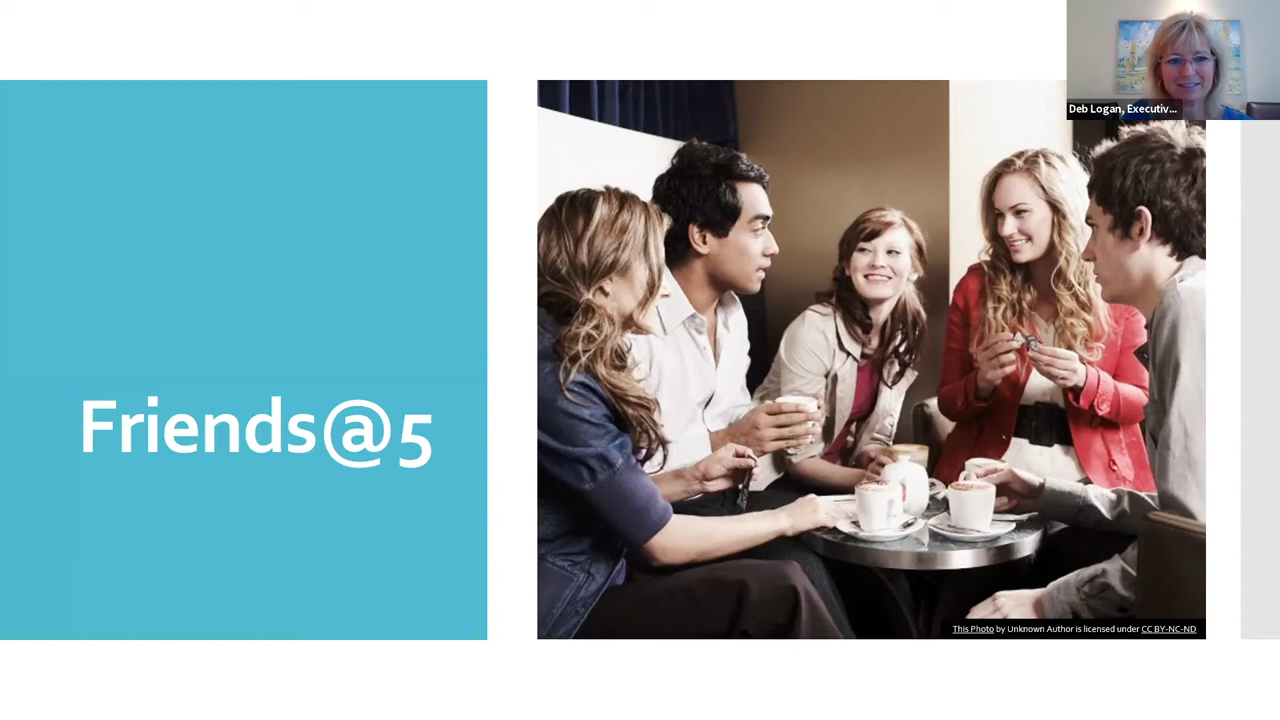 Deb Logan, Executiv...
Friends@5
This Photo by Unknown Author is licensed under CC BY-NC-ND